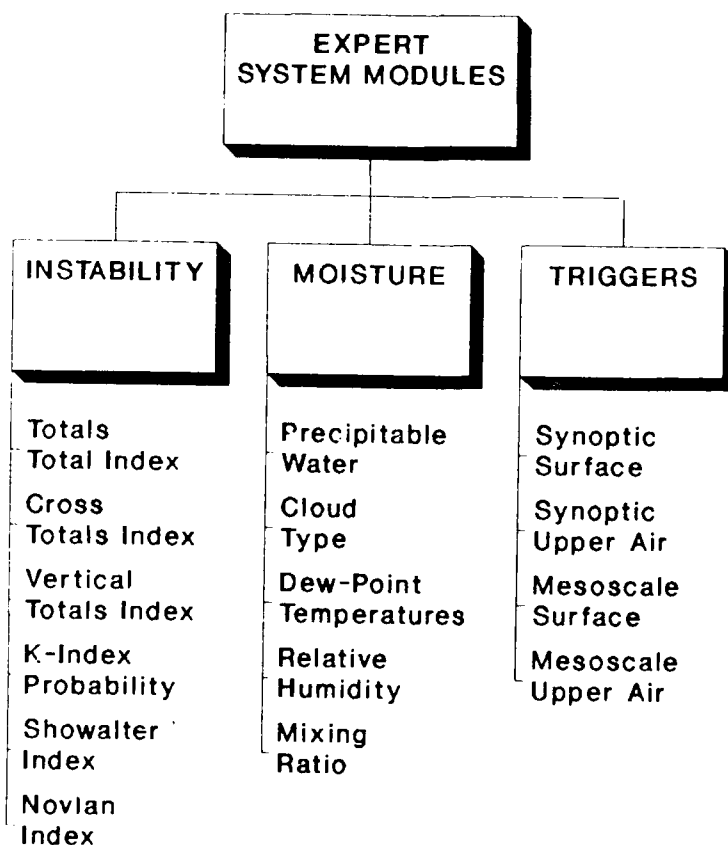 EXPERT
SYSTEM MODULES
INSTABILITY
Totals
Total Index
Cross
Totals Index
Vertical
Totals Index
K-Index
Probability
Showalter
Index
Novlan
Index
MOISTURE
Precipitable
Water
Cloud
Type
Dew-Point
Temperatures
Relative
Humidity
Mixing
Ratio
TRIGGERS
Synoptic
Surface
Synoptic
Upper Air
Mesoscale
Surface
Mesoscale
Upper Air